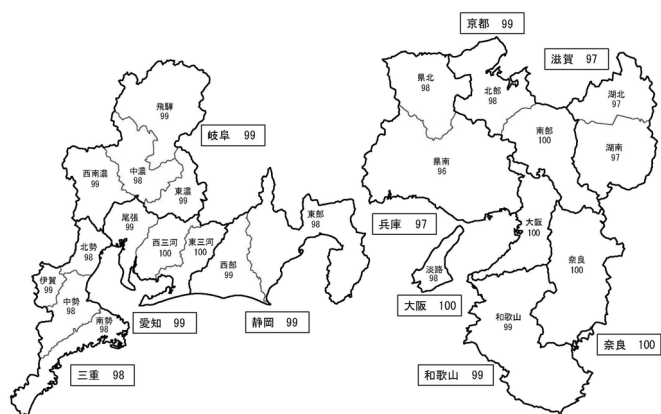 京都 99
滋賀 97
県北
98
北部
98
湖北
97
飛騨
99
岐阜 99
南部
100
湖南
97
県南
96
西南濃
99
中濃
98
東濃
99
尾張
99
西三河
100
東三河
100
東部
98
兵庫 97
大阪
100
奈良
100
北勢
98
西部
99
淡路
98
伊賀
99
中勢
98
南勢
98
愛知 99
静岡 99
大阪 100
和歌山
99
奈良 100
三重 98
和歌山 99